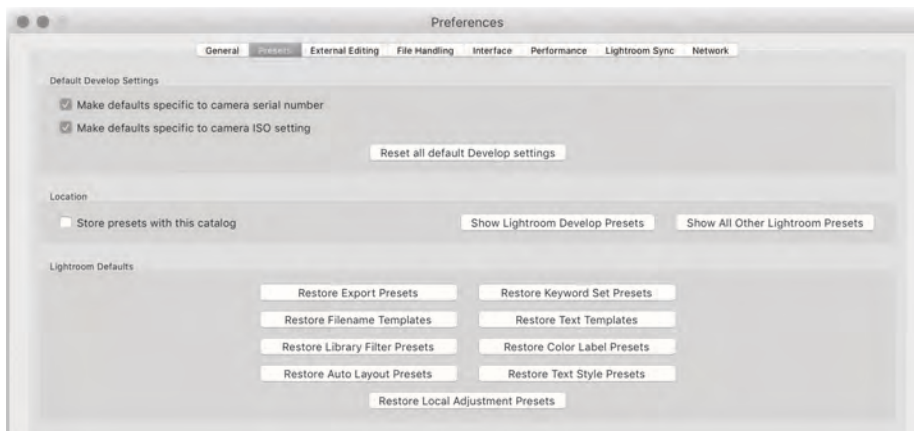 Preferences
General Presets External Editing File Handling Interface Performance Lightroom Sync Network
Default Develop Settings
Make defaults specific to camera serial number
Make defaults specific to camera ISO setting
Reset all default Develop settings
Location
Store presets with this catalog Show Lightroom Develop Presets Show All Other Lightroom Presets
Lightroom Defaults
Restore Export Presets Restore Keyword Set Presets
Restore Filename Templates Restore Text Templates
Restore Library Filter Presets Restore Color Label Presets
Restore Auto Layout Presets Restore Text Style Presets
Restore Local Adjustment Presets